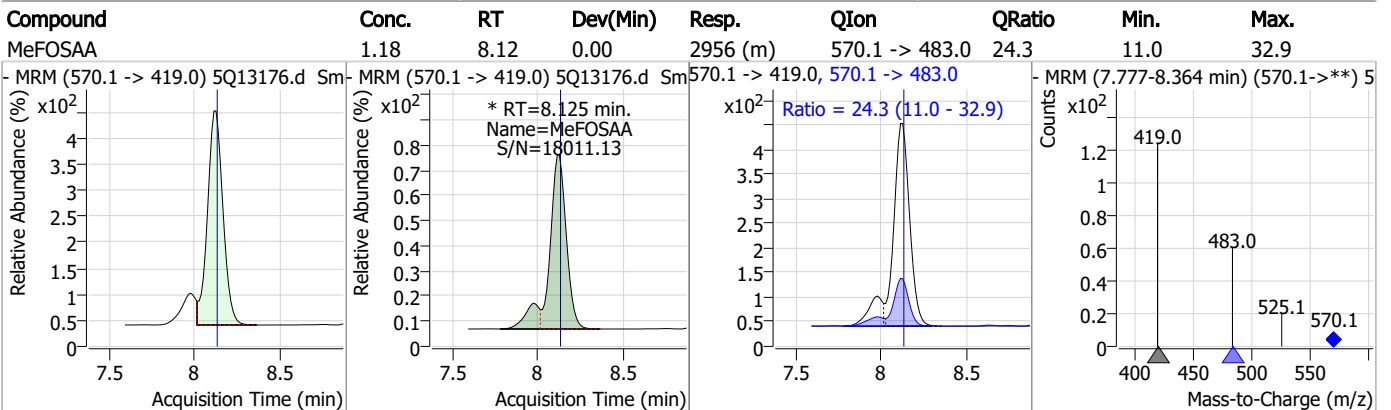 Compound Conc. RT Dev(Min) Resp. QIon QRatio Min. Max.
MeFOSAA 1.18 8.12 0.00 2956 (m) 570.1 -> 483.0 24.3 11.0 32.9
- MRM (570.1 -> 419.0) 5Q13176.d Sm
x10²
4
3.5
3
2.5
2
1.5
1
0.5
0
7.5 8 8.5
Relative Abundance (%)
Acquisition Time (min)
- MRM (570.1 -> 419.0) 5Q13176.d Sm
x10²
* RT=8.125 min.
Name=MeFOSAA
S/N=18011.13
0.8
0.7
0.6
0.5
0.4
0.3
0.2
0.1
0
7.5 8 8.5
Relative Abundance (%)
Acquisition Time (min)
570.1 -> 419.0, 570.1 -> 483.0
x10²
Ratio = 24.3 (11.0 - 32.9)
4
3.5
3
2.5
2
1.5
1
0.5
0
7.5 8 8.5
Relative Abundance (%)
Acquisition Time (min)
- MRM (7.777-8.364 min) (570.1->**) 5
x10²
419.0
483.0
525.1
570.1
1.2
1
0.8
0.6
0.4
0.2
0
400 450 500 550
Counts
Mass-to-Charge (m/z)